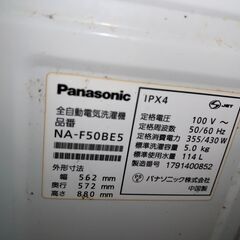 Panasonic
全自動電気洗濯機
品番
NA-F50BE5
外形寸法
幅 562 mm
奥行 572 mm
高さ 880 mm
IPX4
JET
定格電圧 100 V~
定格周波数 50/60 Hz
定格消費電力 355/430 W
標準洗濯容量 5.0 kg
標準使用水量 114 L
製造番号 1791400852
パナソニック株式会社
中国製